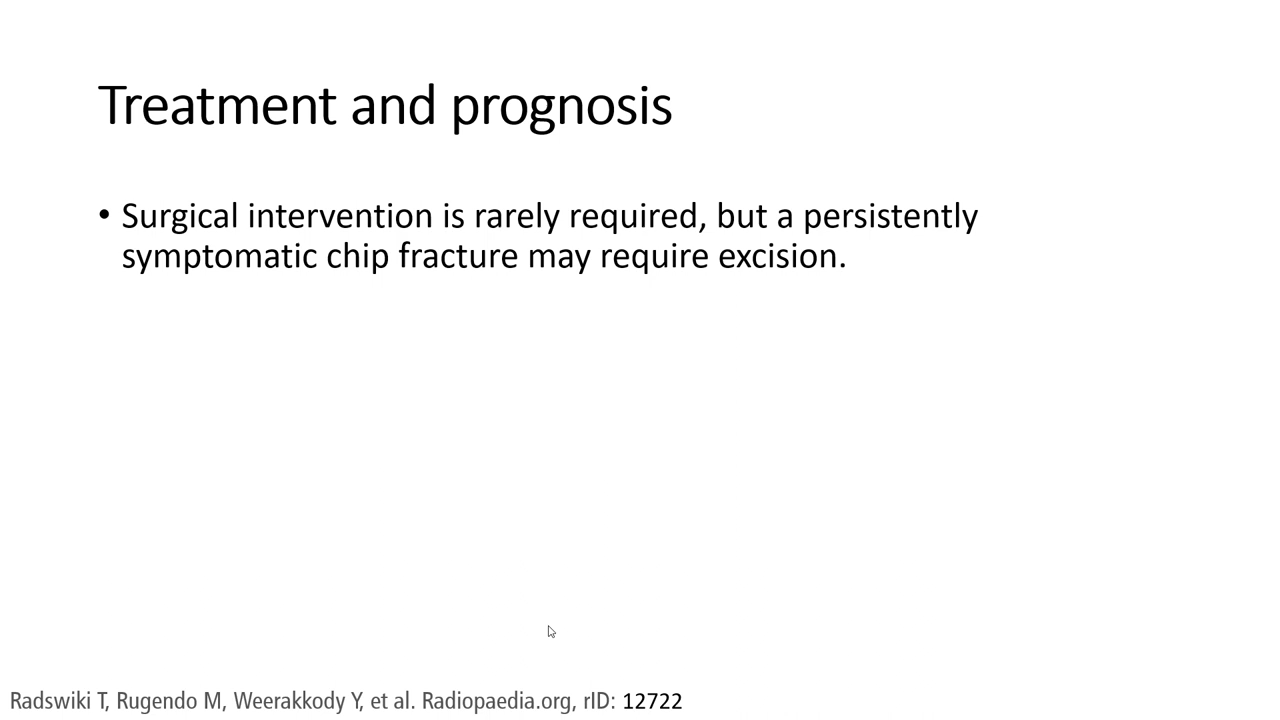 Treatment and prognosis
• Surgical intervention is rarely required, but a persistently
symptomatic chip fracture may require excision.
Radswiki T, Rugendo M, Weerakkody Y, et al. Radiopaedia.org, rID: 12722